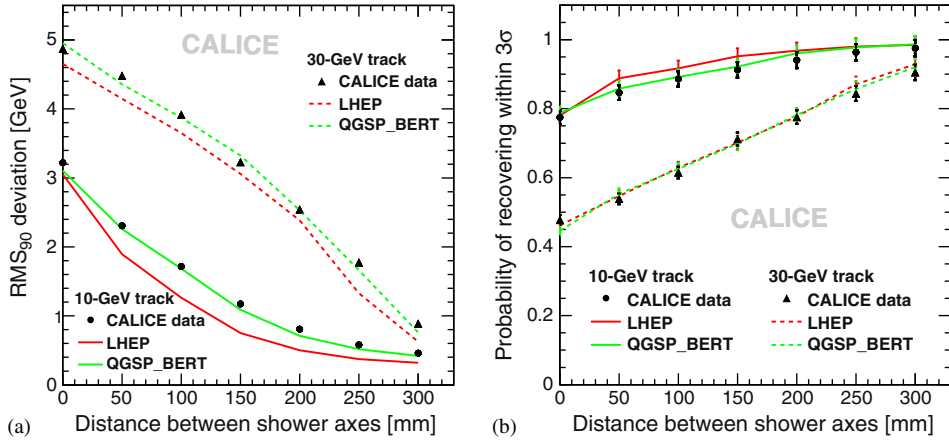 CALICE
30-GeV track
CALICE data
LHEP
QGSP_BERT
10-GeV track
CALICE data
LHEP
QGSP_BERT
RMS90 deviation [GeV]
5
4
3
2
1
0
0 50 100 150 200 250 300
Distance between shower axes [mm]
(a)
Probability of recovering within 3σ
1
0.8
0.6
0.4
0.2
0
CALICE
10-GeV track
CALICE data
LHEP
QGSP_BERT
30-GeV track
CALICE data
LHEP
QGSP_BERT
0 50 100 150 200 250 300
Distance between shower axes [mm]
(b)